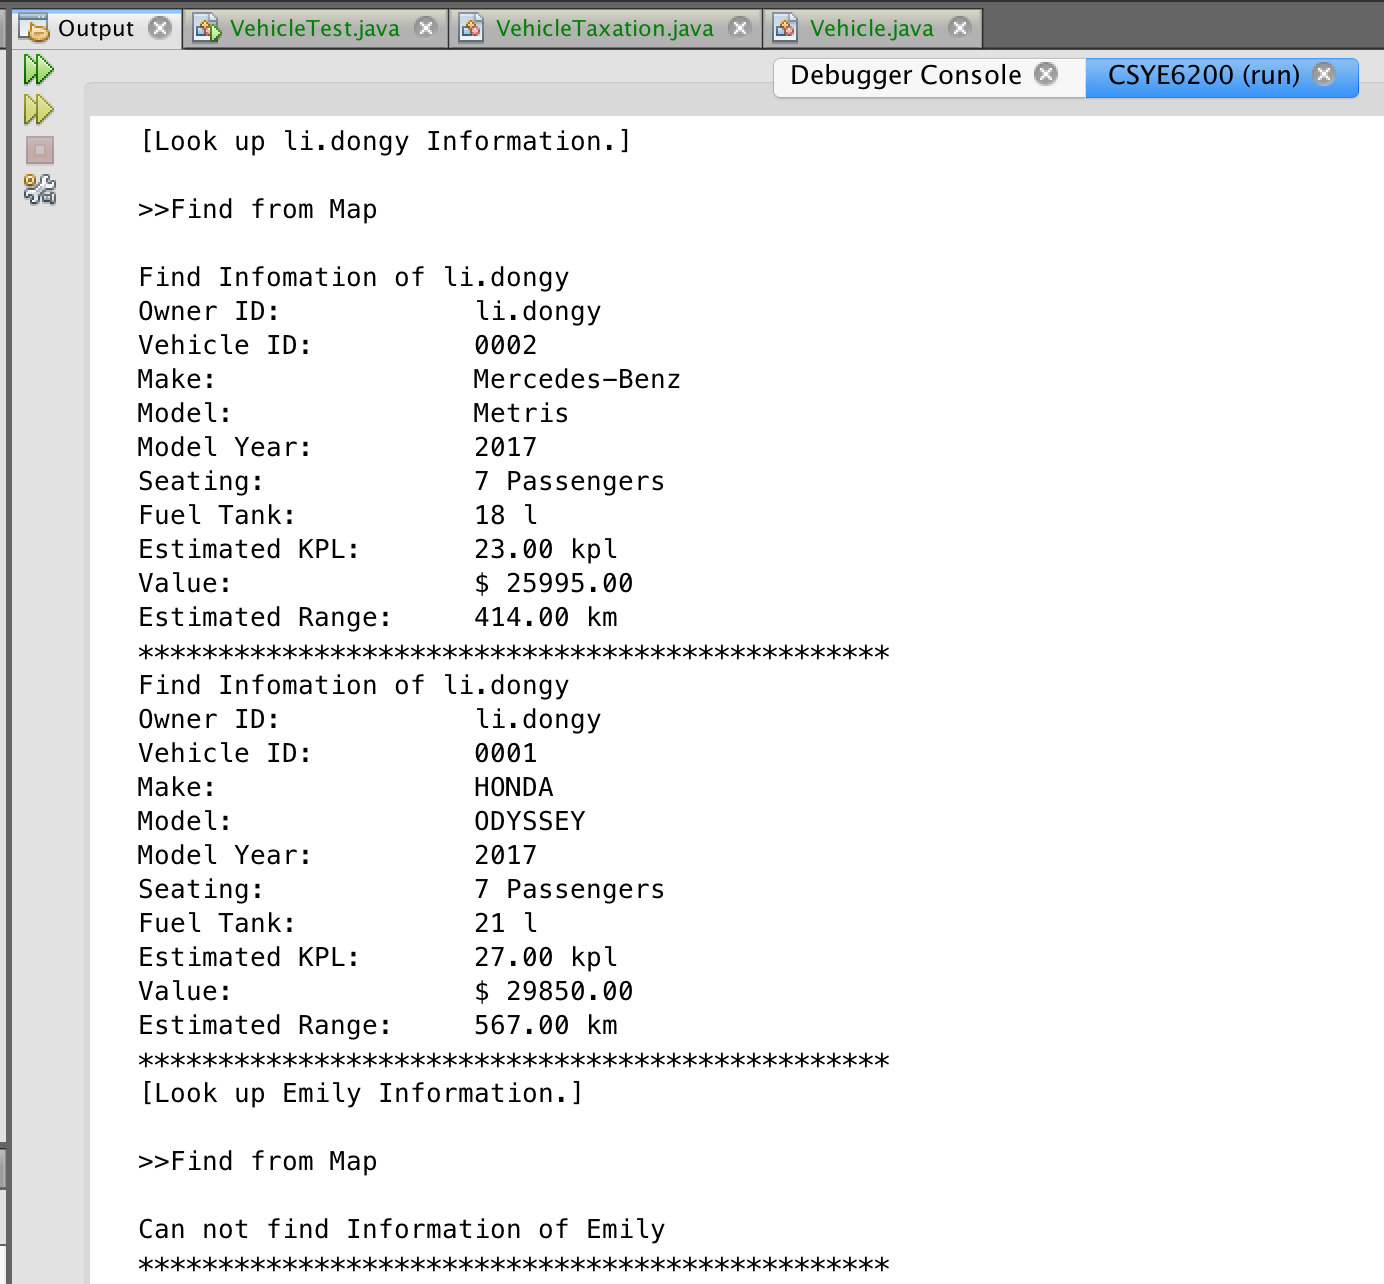 Output VehicleTest.java VehicleTaxation.java Vehicle.java
Debugger Console CSYE6200 (run)
[Look up li.dongy Information.]
>>Find from Map
Find Infomation of li.dongy
Owner ID: li.dongy
Vehicle ID: 0002
Make: Mercedes-Benz
Model: Metris
Model Year: 2017
Seating: 7 Passengers
Fuel Tank: 18 l
Estimated KPL: 23.00 kpl
Value: $ 25995.00
Estimated Range: 414.00 km
***********************************************
Find Infomation of li.dongy
Owner ID: li.dongy
Vehicle ID: 0001
Make: HONDA
Model: ODYSSEY
Model Year: 2017
Seating: 7 Passengers
Fuel Tank: 21 l
Estimated KPL: 27.00 kpl
Value: $ 29850.00
Estimated Range: 567.00 km
***********************************************
[Look up Emily Information.]
>>Find from Map
Can not find Information of Emily
***********************************************